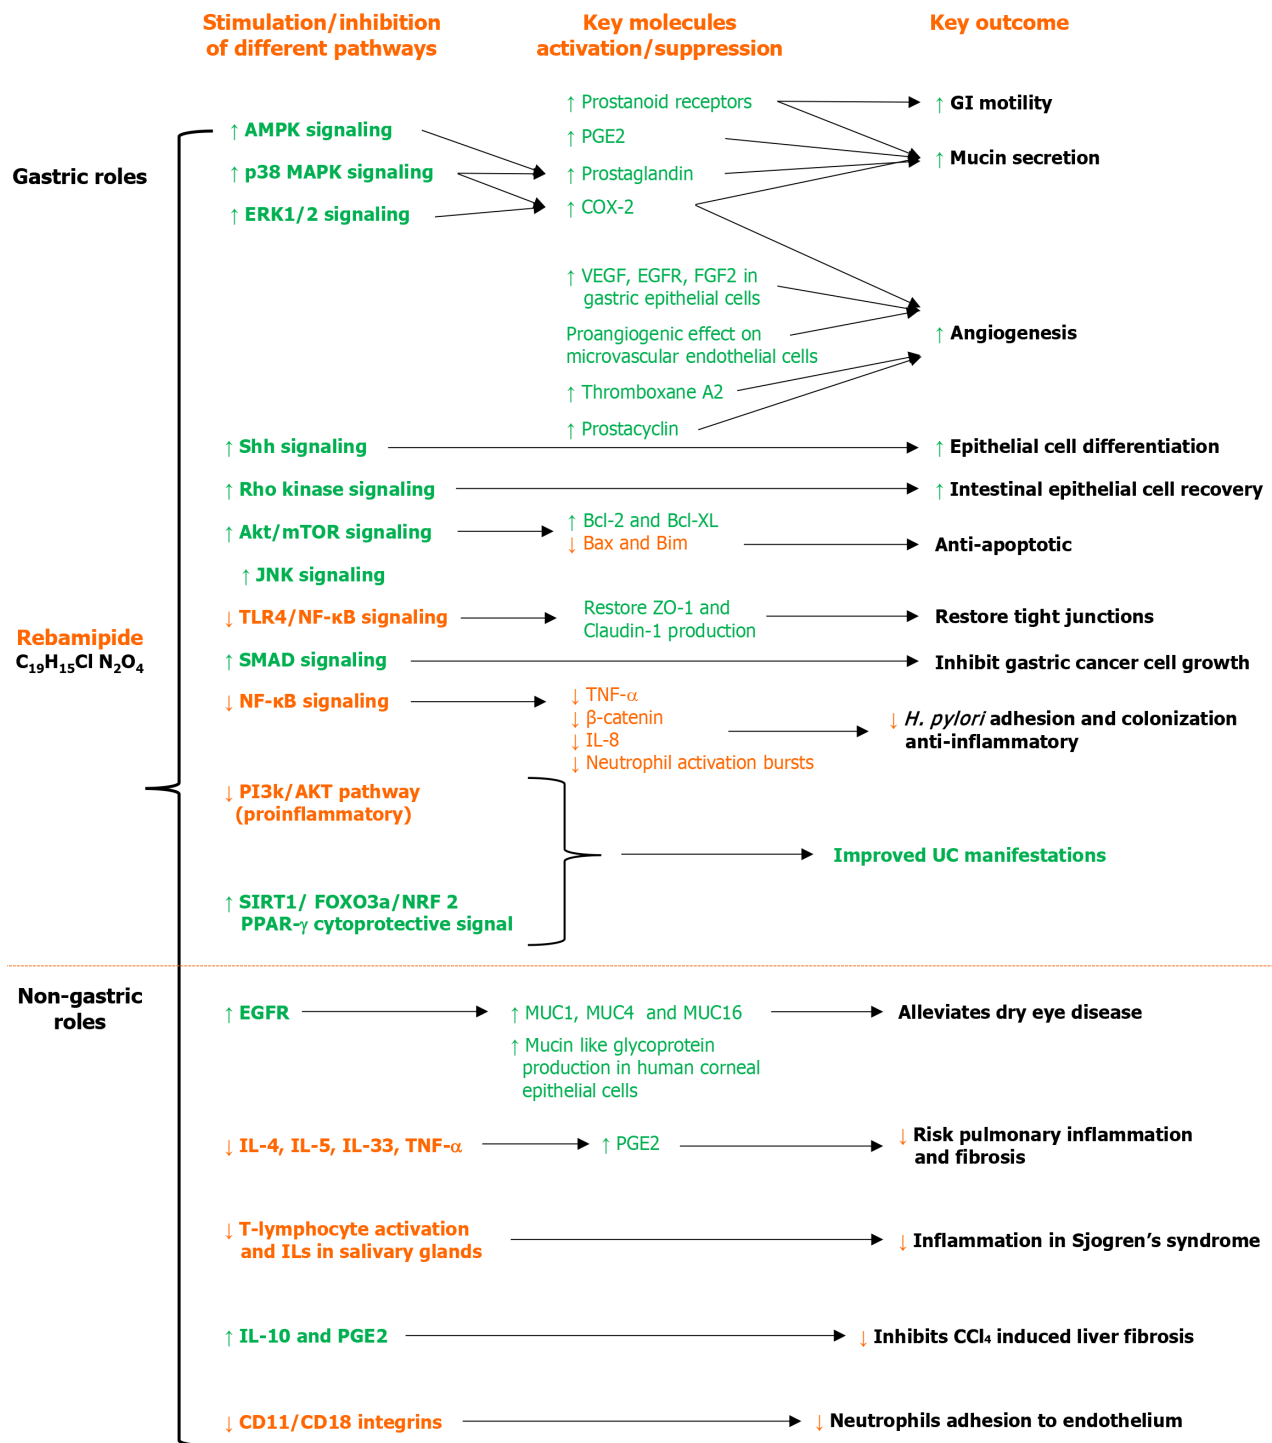 Stimulation/inhibition
of different pathways
Key molecules
activation/suppression
Key outcome
Gastric roles
↑ AMPK signaling
↑ p38 MAPK signaling
↑ ERK1/2 signaling
↑ Prostanoid receptors
↑ PGE2
↑ Prostaglandin
↑ COX-2
↑ GI motility
↑ Mucin secretion
↑ VEGF, EGFR, FGF2 in
gastric epithelial cells
Proangiogenic effect on
microvascular endothelial cells
↑ Thromboxane A2
↑ Prostacyclin
↑ Angiogenesis
↑ Shh signaling
↑ Epithelial cell differentiation
↑ Rho kinase signaling
↑ Intestinal epithelial cell recovery
↑ Akt/mTOR signaling
↑ Bcl-2 and Bcl-XL
↓ Bax and Bim
Anti-apoptotic
↑ JNK signaling
↓ TLR4/NF-κB signaling
Restore ZO-1 and
Claudin-1 production
Restore tight junctions
Rebamipide
C₁₉H₁₅Cl N₂O₄
↑ SMAD signaling
Inhibit gastric cancer cell growth
↓ NF-κB signaling
↓ TNF-α
↓ β-catenin
↓ IL-8
↓ Neutrophil activation bursts
↓ H. pylori adhesion and colonization
anti-inflammatory
↓ PI3k/AKT pathway
(proinflammatory)
↑ SIRT1/ FOXO3a/NRF 2
PPAR-γ cytoprotective signal
Improved UC manifestations
Non-gastric
roles
↑ EGFR
↑ MUC1, MUC4 and MUC16
↑ Mucin like glycoprotein
production in human corneal
epithelial cells
Alleviates dry eye disease
↓ IL-4, IL-5, IL-33, TNF-α
↑ PGE2
↓ Risk pulmonary inflammation
and fibrosis
↓ T-lymphocyte activation
and ILs in salivary glands
↓ Inflammation in Sjogren’s syndrome
↑ IL-10 and PGE2
↓ Inhibits CCl₄ induced liver fibrosis
↓ CD11/CD18 integrins
↓ Neutrophils adhesion to endothelium